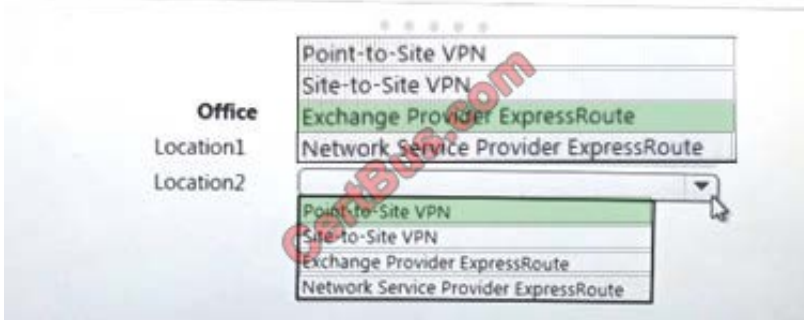 Point-to-Site VPN
Site-to-Site VPN
Office Exchange Provider ExpressRoute
Location1 Network Service Provider ExpressRoute
Location2
Point-to-Site VPN
Site-to-Site VPN
Exchange Provider ExpressRoute
Network Service Provider ExpressRoute
CertBus.com